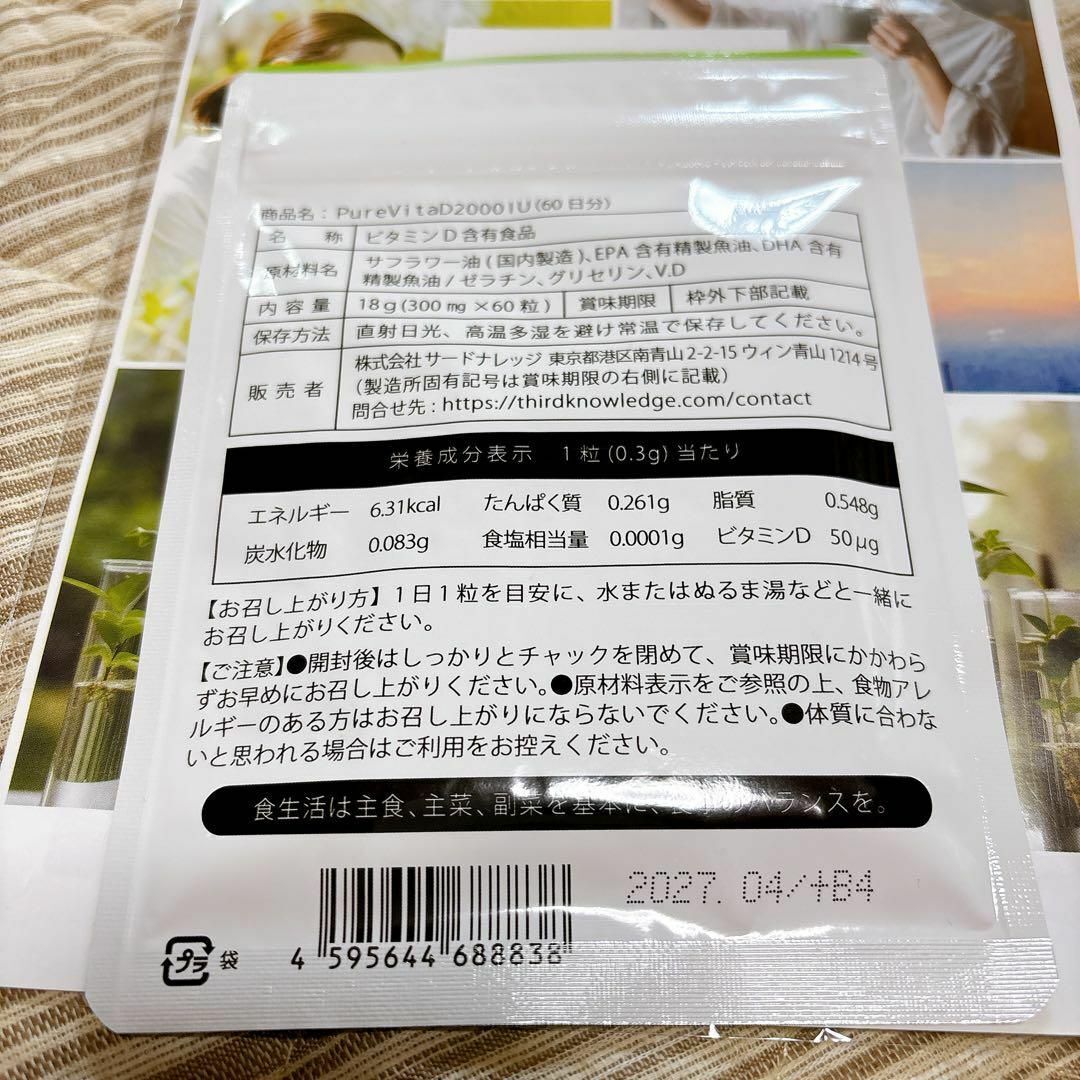 商品名：PureVitaD2000IU（60日分）
名　称　ビタミンD含有食品
原材料名　サフラワー油（国内製造）、EPA含有精製魚油、DHA含有
精製魚油/ゼラチン、グリセリン、V.D
内容量　18g（300mg×60粒）　賞味期限　枠外下部記載
保存方法　直射日光、高温多湿を避け常温で保存してください。
販売者　株式会社サードナレッジ 東京都港区南青山2-2-15ウィン青山1214号
（製造所固有記号は賞味期限の右側に記載）
問合せ先：https://thirdknowledge.com/contact
栄養成分表示　1粒(0.3g)当たり
エネルギー　6.31kcal　たんぱく質　0.261g　脂質　0.548g
炭水化物　0.083g　食塩相当量　0.0001g　ビタミンD　50μg
【お召し上がり方】1日1粒を目安に、水またはぬるま湯などと一緒に
お召し上がりください。
【ご注意】●開封後はしっかりとチャックを閉めて、賞味期限にかかわら
ずお早めにお召し上がりください。●原材料表示をご参照の上、食物アレ
ルギーのある方はお召し上がりにならないでください。●体質に合わな
いと思われる場合はご利用をお控えください。
食生活は主食、主菜、副菜を基本に、食事のバランスを。
2027.04/+B4
プラ 袋
4 595644 688838